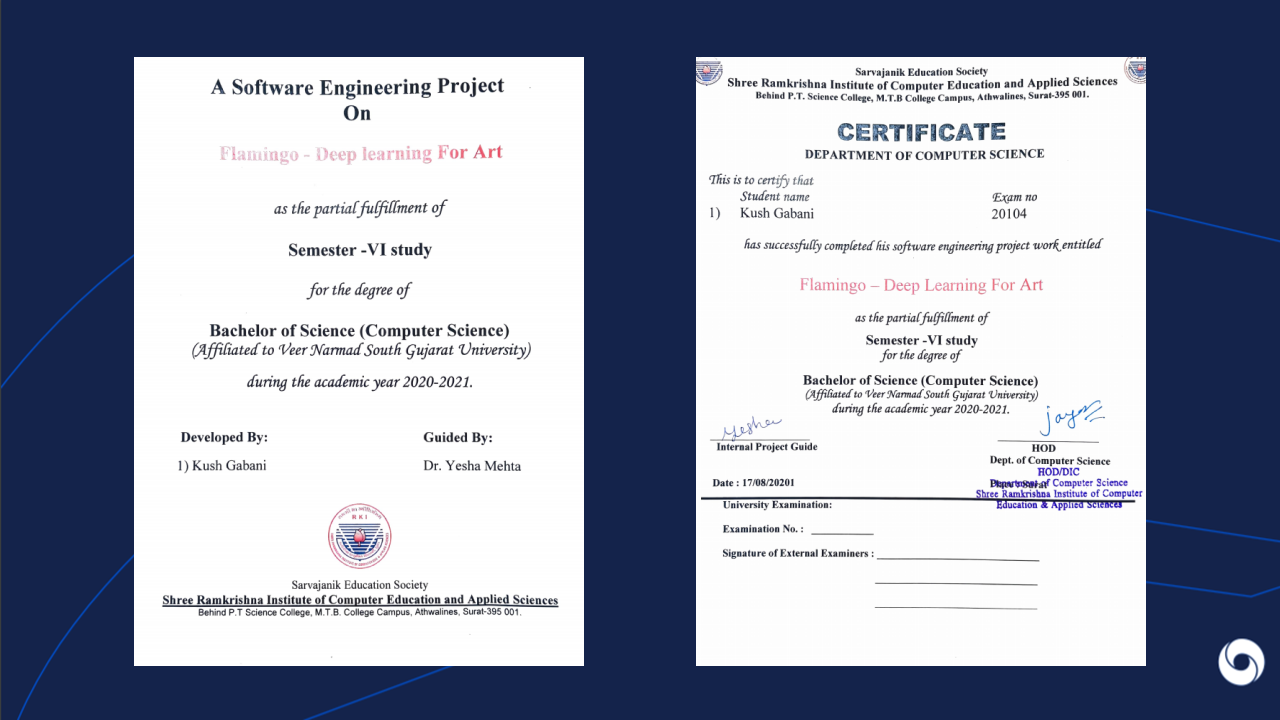 A Software Engineering Project
On
Flamingo - Deep learning For Art
as the partial fulfillment of
Semester -VI study
for the degree of
Bachelor of Science (Computer Science)
(Affiliated to Veer Narmad South Gujarat University)
during the academic year 2020-2021.
Developed By: Guided By:
1) Kush Gabani Dr. Yesha Mehta
R K I
Sarvajanik Education Society
Shree Ramkrishna Institute of Computer Education and Applied Sciences
Behind P.T Science College, M.T.B. College Campus, Athwalines, Surat-395 001.
Sarvajanik Education Society
Shree Ramkrishna Institute of Computer Education and Applied Sciences
Behind P.T. Science College, M.T.B College Campus, Athwalines, Surat-395 001.
CERTIFICATE
DEPARTMENT OF COMPUTER SCIENCE
This is to certify that
Student name Exam no
1) Kush Gabani 20104
has successfully completed his software engineering project work entitled
Flamingo – Deep Learning For Art
as the partial fulfillment of
Semester -VI study
for the degree of
Bachelor of Science (Computer Science)
(Affiliated to Veer Narmad South Gujarat University)
during the academic year 2020-2021.
Internal Project Guide HOD
Dept. of Computer Science
HOD/DIC
Date : 17/08/20201 Department of Computer Science
Shree Ramkrishna Institute of Computer
Education & Applied Sciences
University Examination:
Examination No. :
Signature of External Examiners :